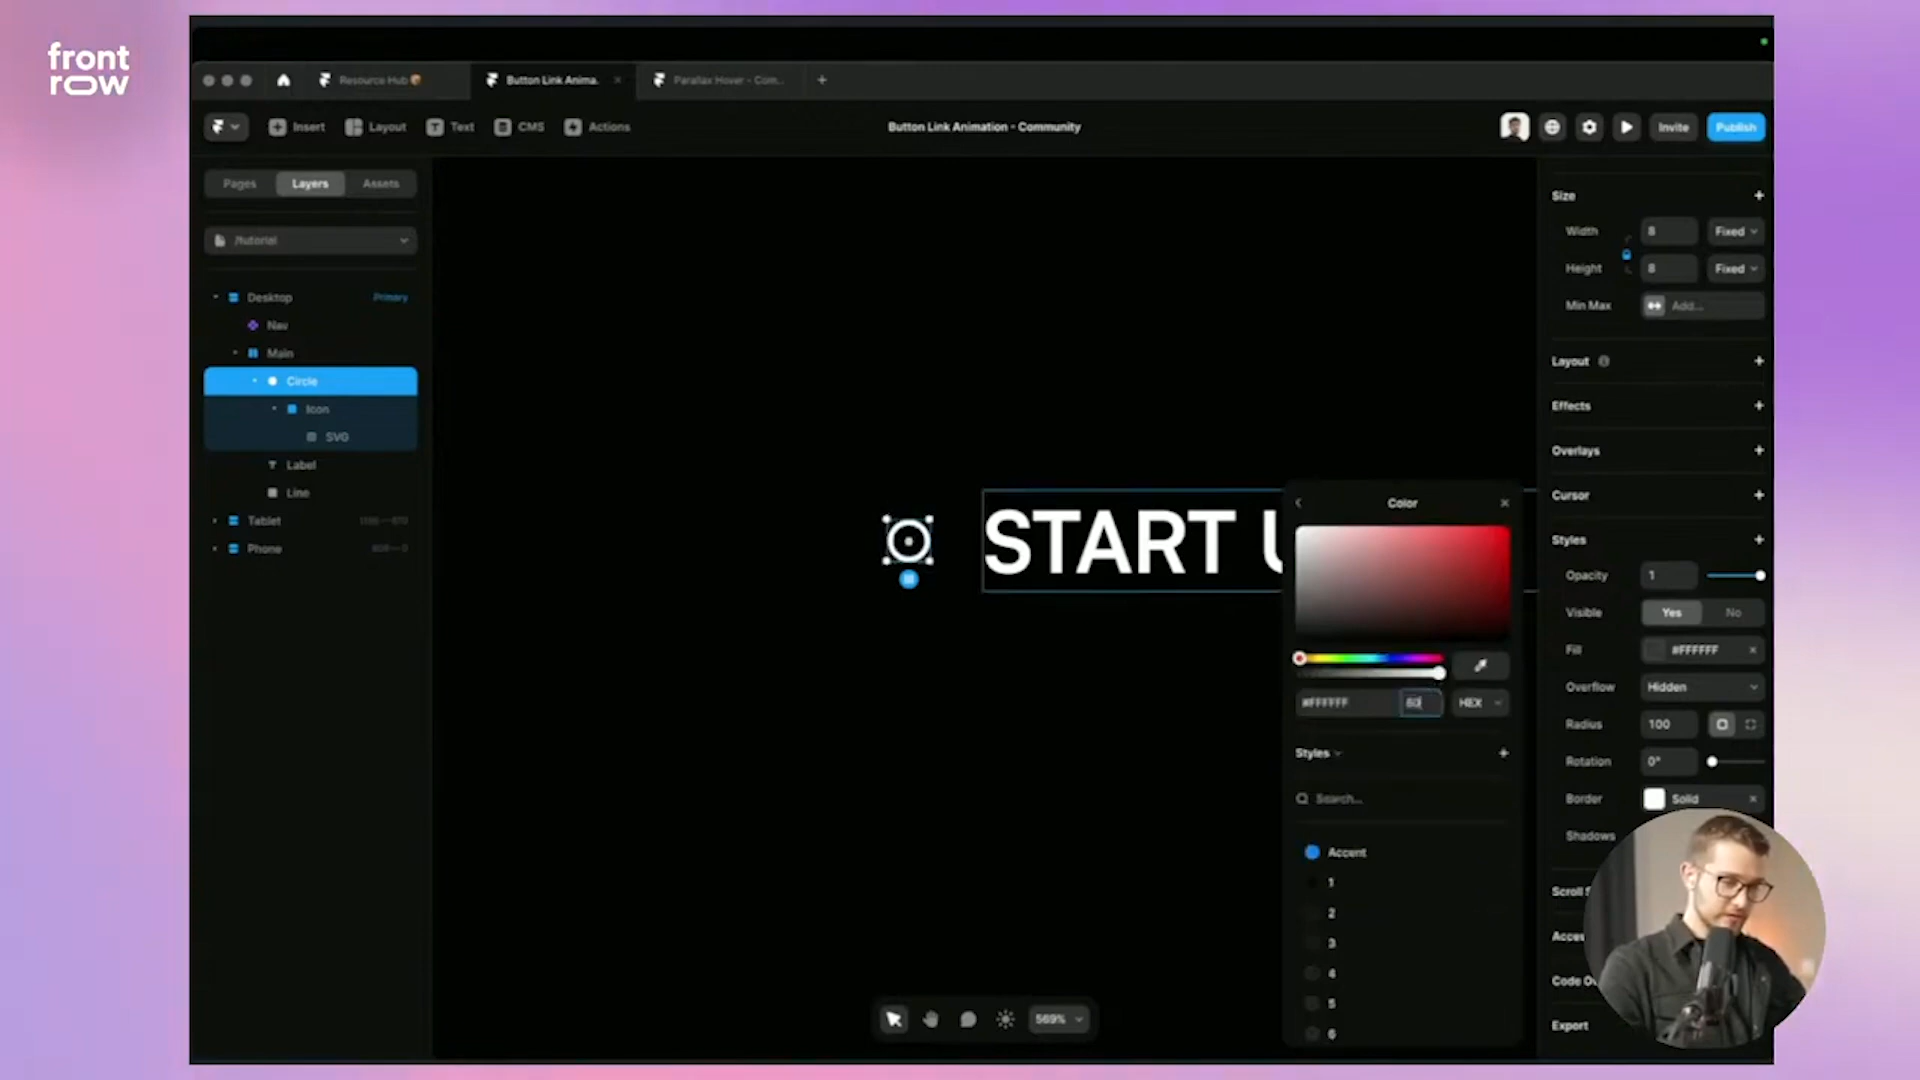 front
row
Resource Hub
Button Link Anima.
Parallax Hover - Com...
Insert
Layout
Text
CMS
Actions
Button Link Animation - Community
Invite
Publish
Pages
Layers
Assets
/tutorial
Desktop
Primary
Nav
Main
Circle
Icon
SVG
Label
Line
Tablet
Phone
START
Color
#FFFFFF
60
HEX
Styles
Search...
Accent
1
2
3
4
5
6
569%
Size
Width
8
Fixed
Height
8
Fixed
Min Max
Add...
Layout
Effects
Overlays
Cursor
Styles
Opacity
1
Visible
Yes
No
Fill
#FFFFFF
Overflow
Hidden
Radius
100
Rotation
0°
Border
Solid
Shadows
Scroll S
Acces
Code O
Export